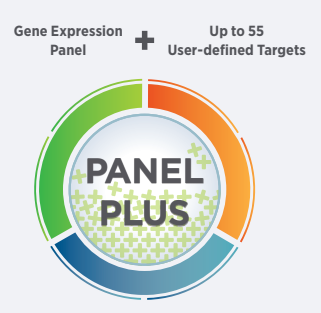 Gene Expression
Panel
+
Up to 55
User-defined Targets
PANEL
PLUS